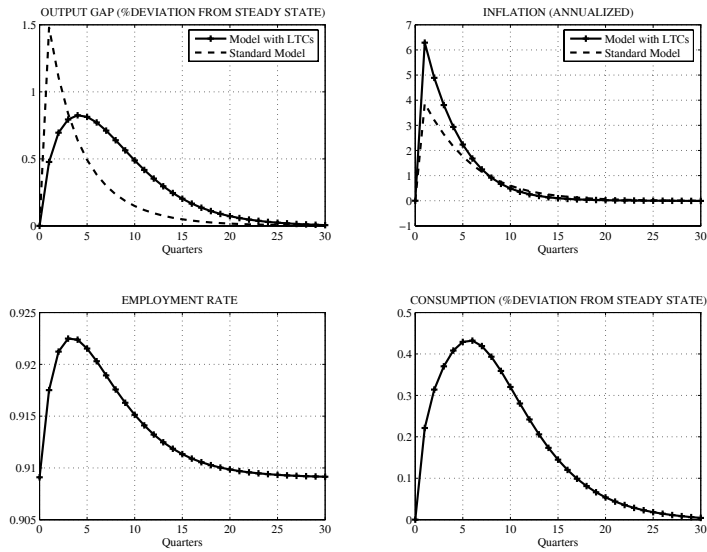 OUTPUT GAP (%DEVIATION FROM STEADY STATE)
1.5
1
0.5
0
Model with LTCs
Standard Model
0 5 10 15 20 25 30
Quarters
INFLATION (ANNUALIZED)
7
6
5
4
3
2
1
0
−1
Model with LTCs
Standard Model
0 5 10 15 20 25 30
Quarters
EMPLOYMENT RATE
0.925
0.92
0.915
0.91
0.905
0 5 10 15 20 25 30
Quarters
CONSUMPTION (%DEVIATION FROM STEADY STATE)
0.5
0.4
0.3
0.2
0.1
0
0 5 10 15 20 25 30
Quarters